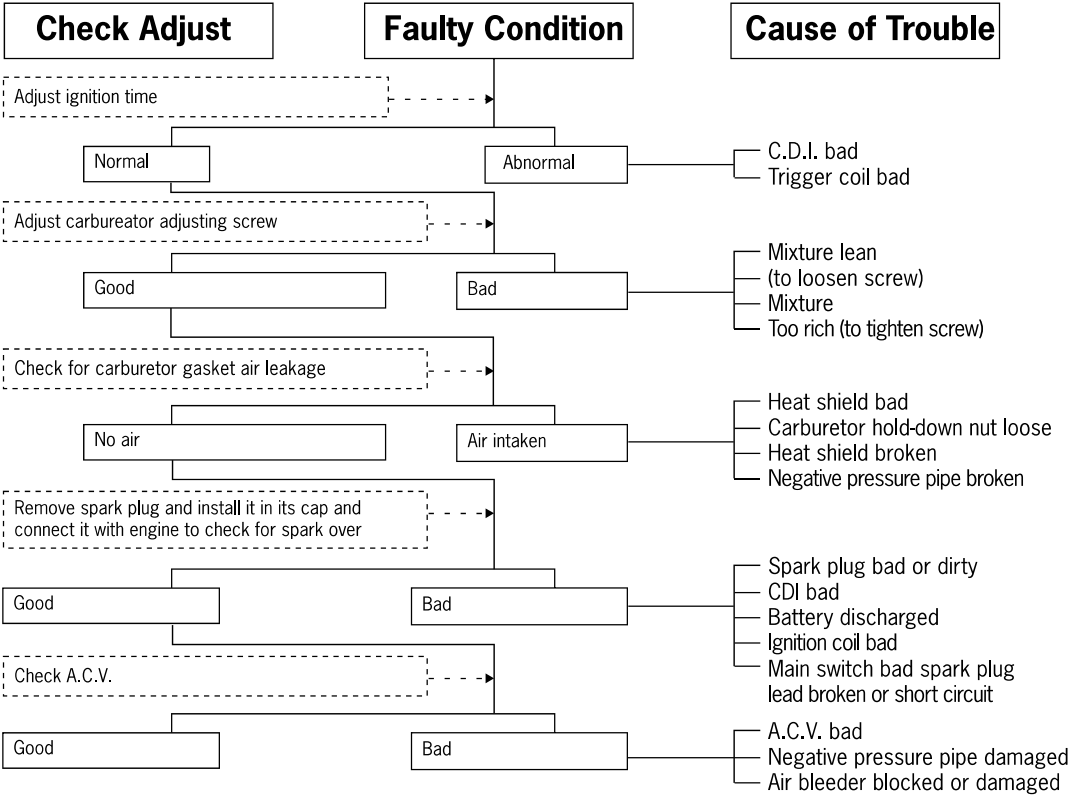 Check Adjust
Faulty Condition
Cause of Trouble
Adjust ignition time
Normal
Abnormal
C.D.I. bad
Trigger coil bad
Adjust carbureator adjusting screw
Good
Bad
Mixture lean
(to loosen screw)
Mixture
Too rich (to tighten screw)
Check for carburetor gasket air leakage
No air
Air intaken
Heat shield bad
Carburetor hold-down nut loose
Heat shield broken
Negative pressure pipe broken
Remove spark plug and install it in its cap and
connect it with engine to check for spark over
Good
Bad
Spark plug bad or dirty
CDI bad
Battery discharged
Ignition coil bad
Main switch bad spark plug
lead broken or short circuit
Check A.C.V.
Good
Bad
A.C.V. bad
Negative pressure pipe damaged
Air bleeder blocked or damaged